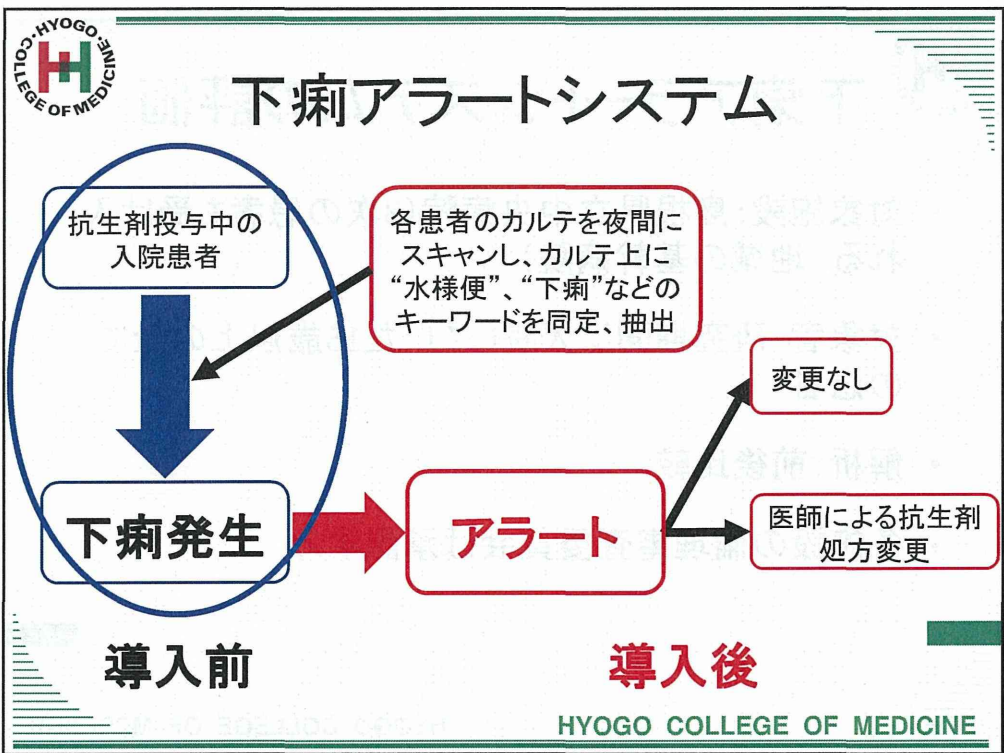 HYOGO・COLLEGE OF MEDICINE・
下痢アラートシステム
抗生剤投与中の
入院患者
各患者のカルテを夜間に
スキャンし、カルテ上に
“水様便”、“下痢”などの
キーワードを同定、抽出
変更なし
下痢発生
アラート
医師による抗生剤
処方変更
導入前
導入後
HYOGO COLLEGE OF MEDICINE